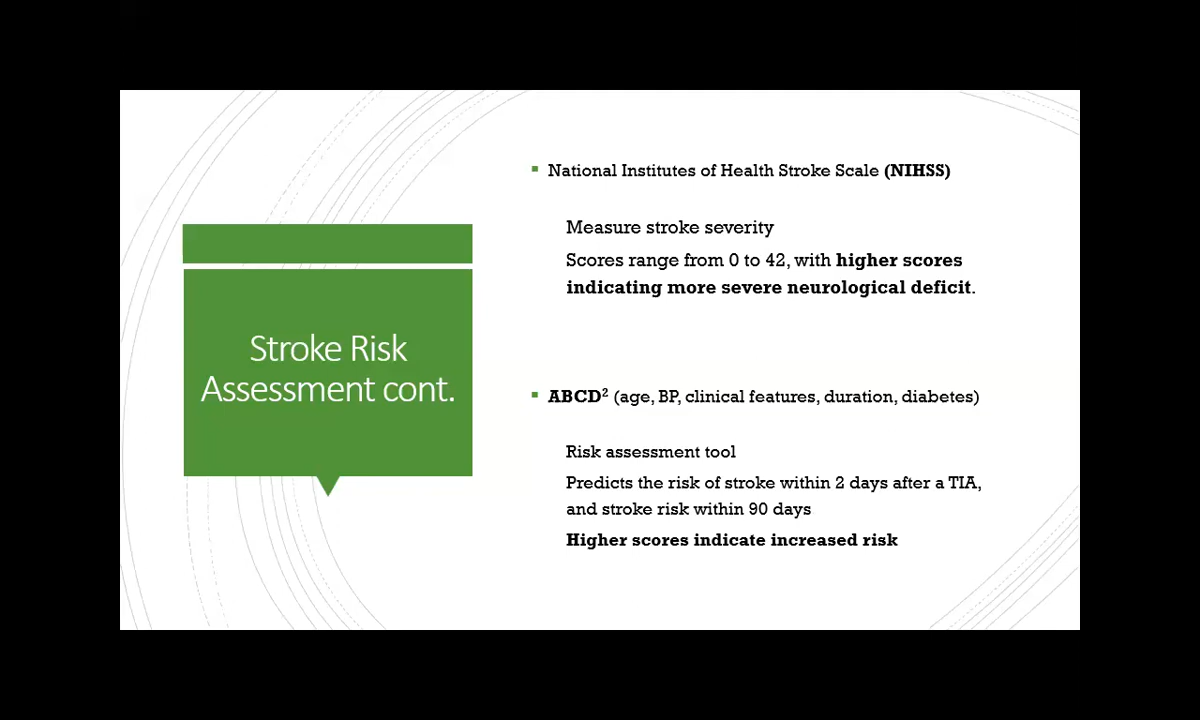 Stroke Risk
Assessment cont.
▪ National Institutes of Health Stroke Scale (NIHSS)
Measure stroke severity
Scores range from 0 to 42, with higher scores
indicating more severe neurological deficit.
▪ ABCD² (age, BP, clinical features, duration, diabetes)
Risk assessment tool
Predicts the risk of stroke within 2 days after a TIA,
and stroke risk within 90 days
Higher scores indicate increased risk